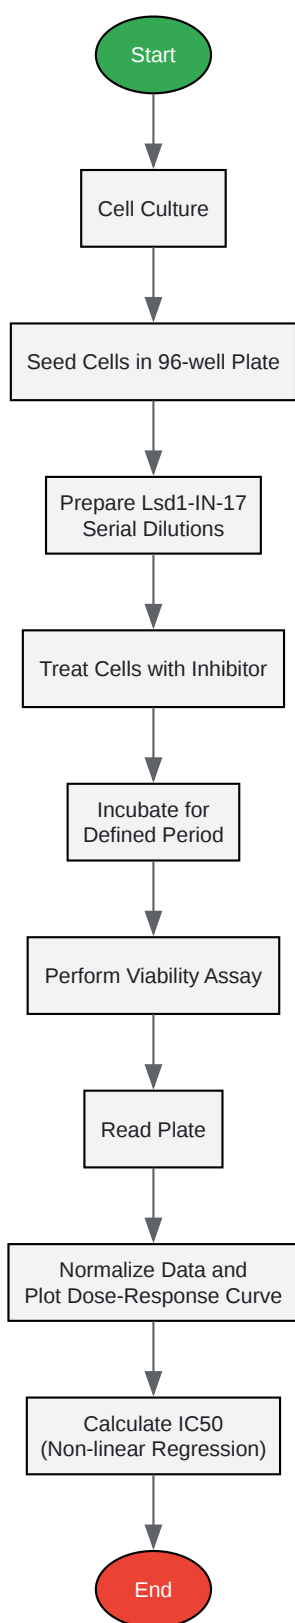 Start
Cell Culture
Seed Cells in 96-well Plate
Prepare Lsd1-IN-17
Serial Dilutions
Treat Cells with Inhibitor
Incubate for
Defined Period
Perform Viability Assay
Read Plate
Normalize Data and
Plot Dose-Response Curve
Calculate IC50
(Non-linear Regression)
End